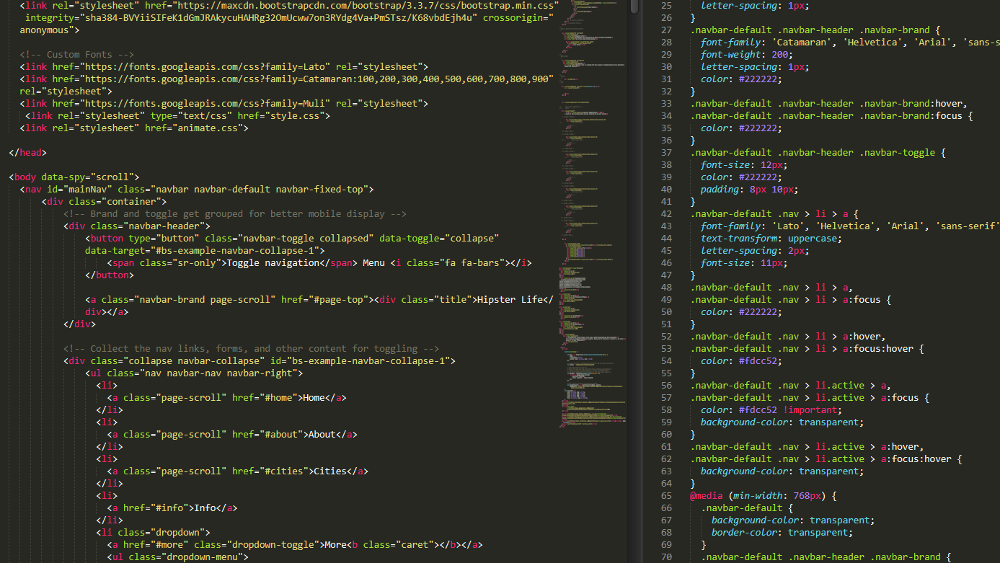 <link rel="stylesheet" href="https://maxcdn.bootstrapcdn.com/bootstrap/3.3.7/css/bootstrap.min.css"
integrity="sha384-BVYiiSIFeK1dGmJRAkycuHAHRg32OmUcww7on3RYdg4Va+PmSTsz/K68vbdEjh4u" crossorigin="
anonymous">
<!-- Custom Fonts -->
<link href="https://fonts.googleapis.com/css?family=Lato" rel="stylesheet">
<link href="https://fonts.googleapis.com/css?family=Catamaran:100,200,300,400,500,600,700,800,900"
rel="stylesheet">
<link href="https://fonts.googleapis.com/css?family=Muli" rel="stylesheet">
<link rel="stylesheet" type="text/css" href="style.css">
<link rel="stylesheet" href="animate.css">
</head>
<body data-spy="scroll">
<nav id="mainNav" class="navbar navbar-default navbar-fixed-top">
<div class="container">
<!-- Brand and toggle get grouped for better mobile display -->
<div class="navbar-header">
<button type="button" class="navbar-toggle collapsed" data-toggle="collapse"
data-target="#bs-example-navbar-collapse-1">
<span class="sr-only">Toggle navigation</span> Menu <i class="fa fa-bars"></i>
</button>
<a class="navbar-brand page-scroll" href="#page-top"><div class="title">Hipster Life</
div></a>
</div>
<!-- Collect the nav links, forms, and other content for toggling -->
<div class="collapse navbar-collapse" id="bs-example-navbar-collapse-1">
<ul class="nav navbar-nav navbar-right">
<li>
<a class="page-scroll" href="#home">Home</a>
</li>
<li>
<a class="page-scroll" href="#about">About</a>
</li>
<li>
<a class="page-scroll" href="#cities">Cities</a>
</li>
<li>
<a href="#info">Info</a>
</li>
<li class="dropdown">
<a href="#more" class="dropdown-toggle">More<b class="caret"></b></a>
<ul class="dropdown-menu">
25 letter-spacing: 1px;
26 }
27 .navbar-default .navbar-header .navbar-brand {
28 font-family: 'Catamaran', 'Helvetica', 'Arial', 'sans-s
29 font-weight: 200;
30 letter-spacing: 1px;
31 color: #222222;
32 }
33 .navbar-default .navbar-header .navbar-brand:hover,
34 .navbar-default .navbar-header .navbar-brand:focus {
35 color: #222222;
36 }
37 .navbar-default .navbar-header .navbar-toggle {
38 font-size: 12px;
39 color: #222222;
40 padding: 8px 10px;
41 }
42 .navbar-default .nav > li > a {
43 font-family: 'Lato', 'Helvetica', 'Arial', 'sans-serif'
44 text-transform: uppercase;
45 letter-spacing: 2px;
46 font-size: 11px;
47 }
48 .navbar-default .nav > li > a,
49 .navbar-default .nav > li > a:focus {
50 color: #222222;
51 }
52 .navbar-default .nav > li > a:hover,
53 .navbar-default .nav > li > a:focus:hover {
54 color: #fdcc52;
55 }
56 .navbar-default .nav > li.active > a,
57 .navbar-default .nav > li.active > a:focus {
58 color: #fdcc52 !important;
59 background-color: transparent;
60 }
61 .navbar-default .nav > li.active > a:hover,
62 .navbar-default .nav > li.active > a:focus:hover {
63 background-color: transparent;
64 }
65 @media (min-width: 768px) {
66 .navbar-default {
67 background-color: transparent;
68 border-color: transparent;
69 }
70 .navbar-default .navbar-header .navbar-brand {